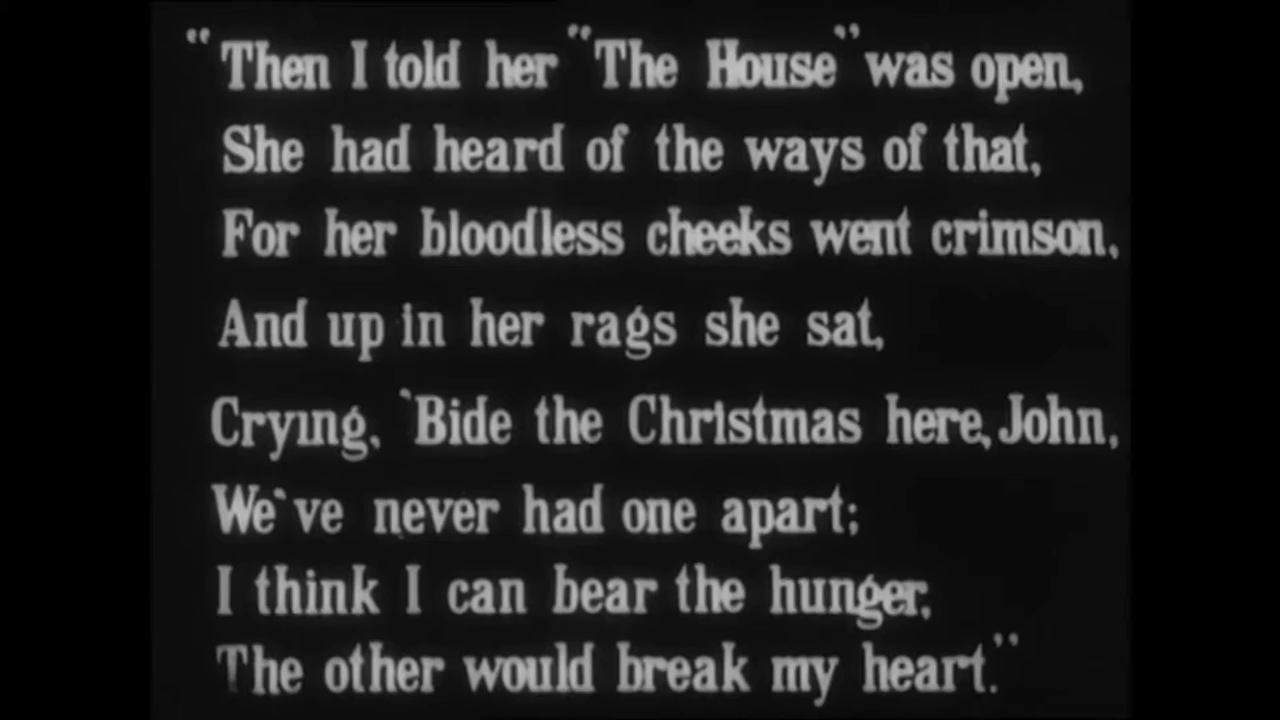 "Then I told her "The House" was open,
She had heard of the ways of that,
For her bloodless cheeks went crimson,
And up in her rags she sat,
Crying, `Bide the Christmas here, John,
We`ve never had one apart;
I think I can bear the hunger,
The other would break my heart."